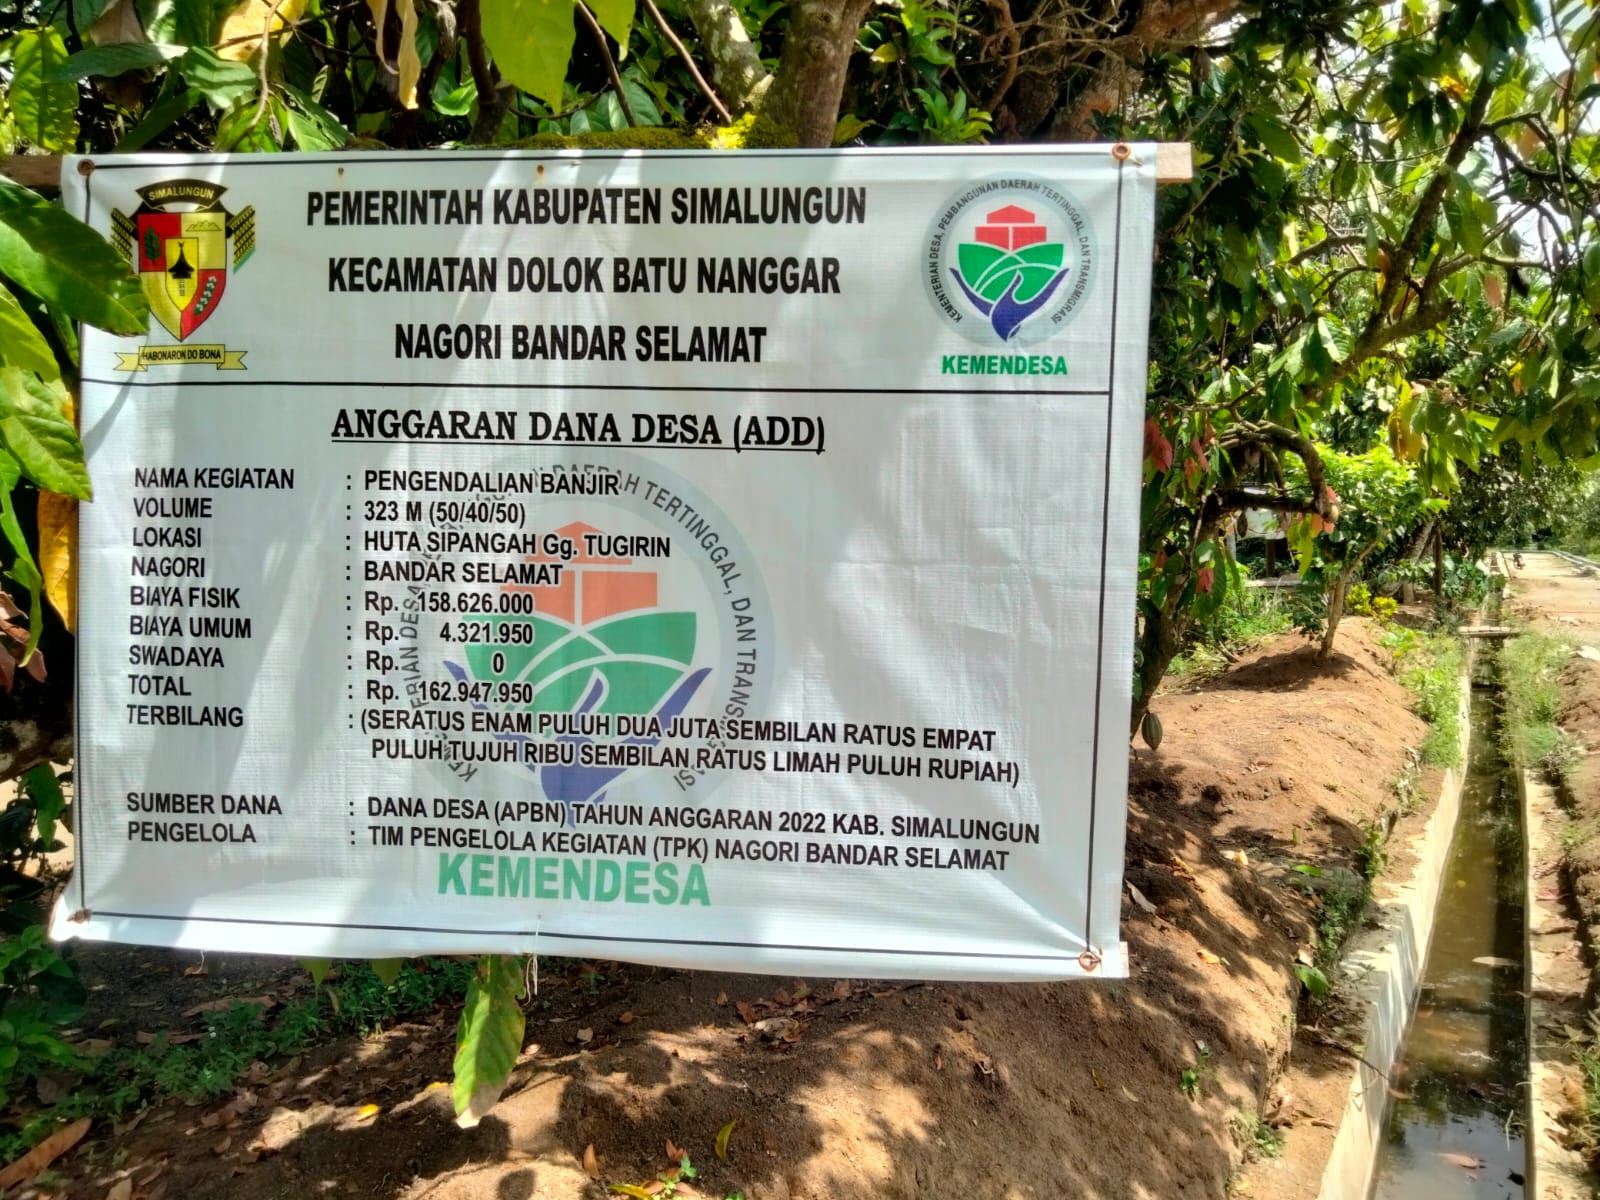 SIMALUNGUN
HABONARON DO BONA
PEMERINTAH KABUPATEN SIMALUNGUN
KECAMATAN DOLOK BATU NANGGAR
NAGORI BANDAR SELAMAT
KEMENTERIAN DESA, PEMBANGUNAN DAERAH TERTINGGAL, DAN TRANSMIGRASI
KEMENDESA
ANGGARAN DANA DESA (ADD)
NAMA KEGIATAN : PENGENDALIAN BANJIR
VOLUME : 323 M (50/40/50)
LOKASI : HUTA SIPANGAH Gg. TUGIRIN
NAGORI : BANDAR SELAMAT
BIAYA FISIK : Rp. 158.626.000
BIAYA UMUM : Rp. 4.321.950
SWADAYA : Rp. 0
TOTAL : Rp. 162.947.950
TERBILANG : (SERATUS ENAM PULUH DUA JUTA SEMBILAN RATUS EMPAT
PULUH TUJUH RIBU SEMBILAN RATUS LIMAH PULUH RUPIAH)
SUMBER DANA : DANA DESA (APBN) TAHUN ANGGARAN 2022 KAB. SIMALUNGUN
PENGELOLA : TIM PENGELOLA KEGIATAN (TPK) NAGORI BANDAR SELAMAT
DAERAH TERTINGGAL, DAN
KEMENDESA